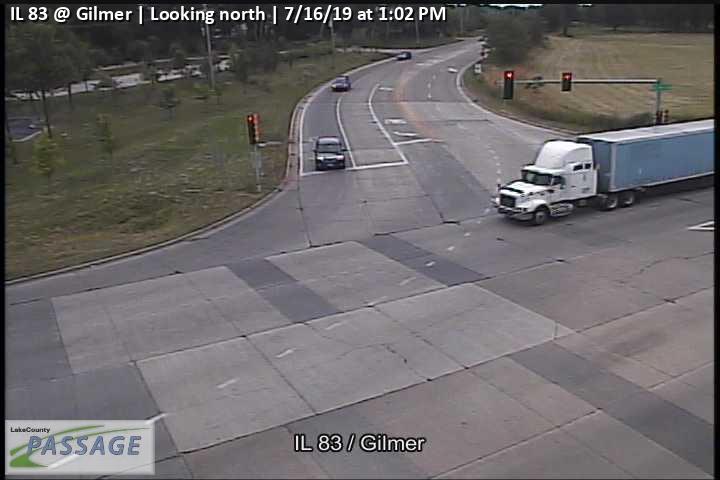 IL 83 @ Gilmer | Looking north | 7/16/19 at 1:02 PM
LakeCounty
PASSAGE
IL 83 / Gilmer